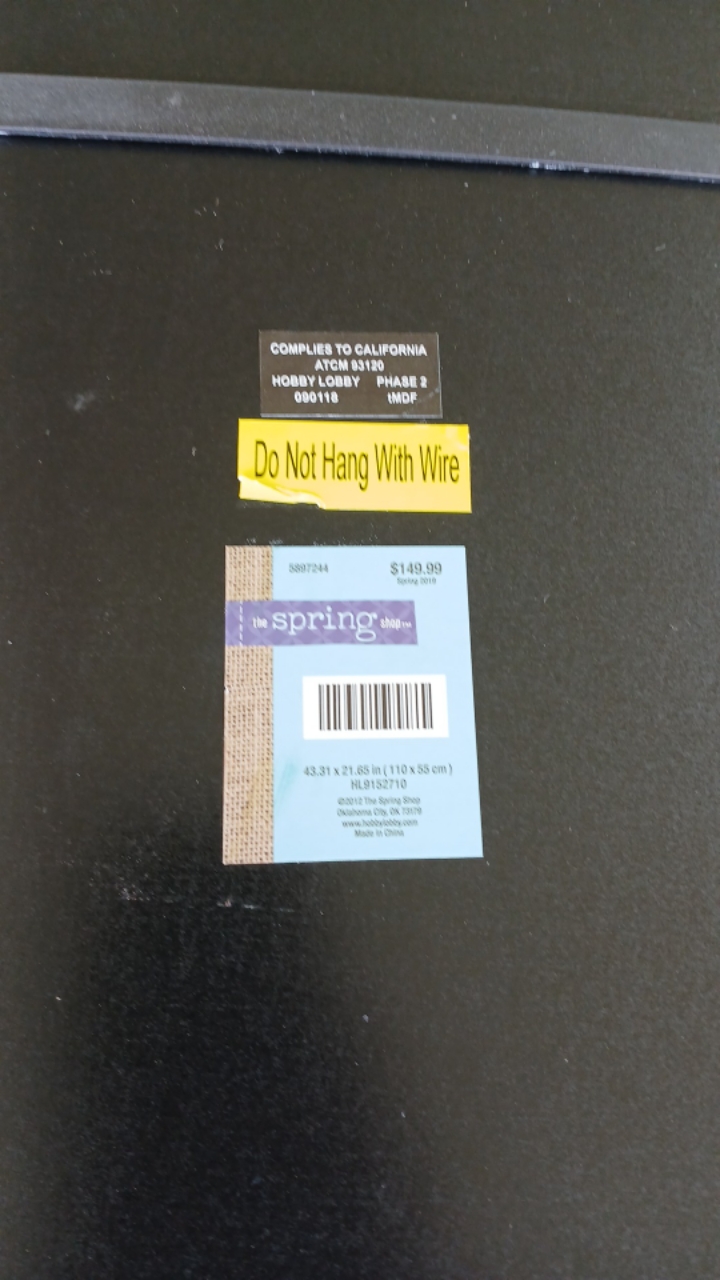 COMPLIES TO CALIFORNIA
ATCM 93120
HOBBY LOBBY PHASE 2
090118 tMDF
Do Not Hang With Wire
5897244 $149.99
Spring 2019
the spring shop™
43.31 x 21.65 in ( 110 x 55 cm )
HL9152710
©2012 The Spring Shop
Oklahoma City, OK 73179
www.hobbylobby.com
Made in China